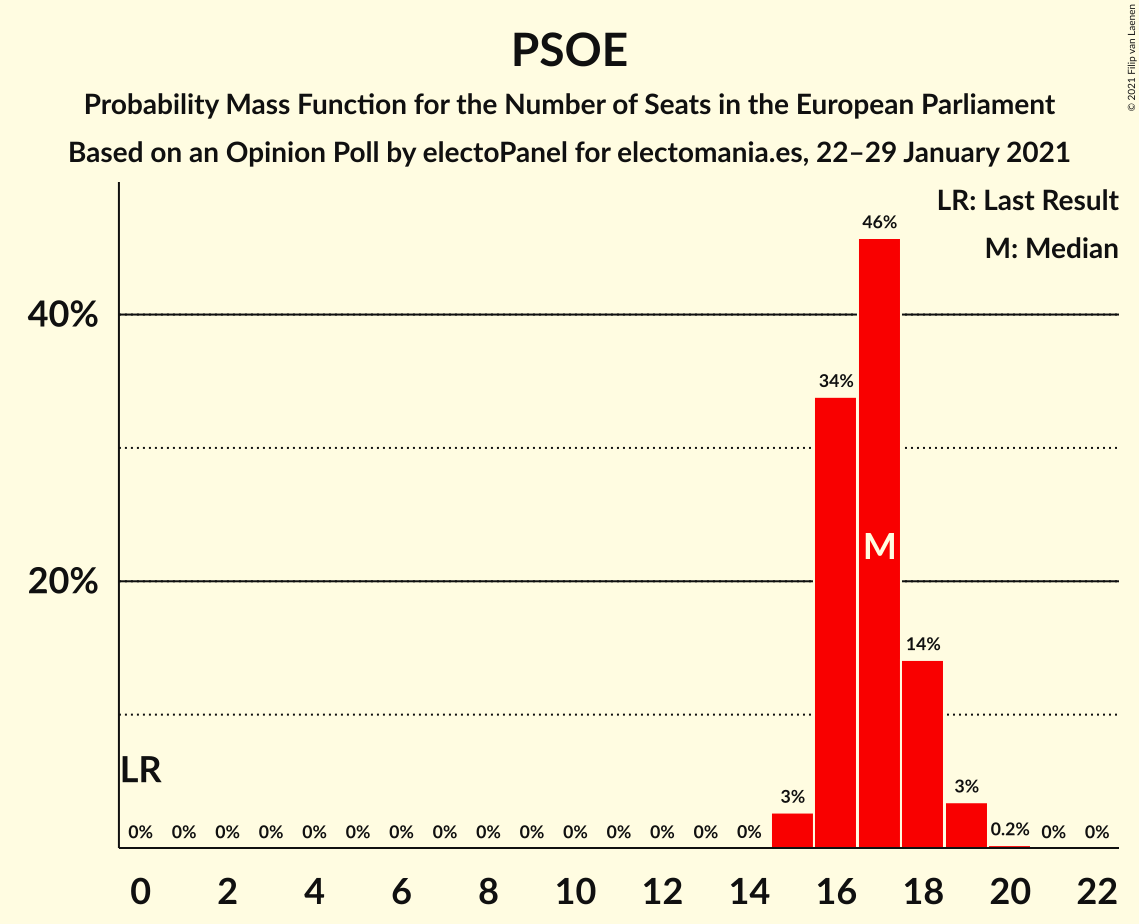 PSOE
Probability Mass Function for the Number of Seats in the European Parliament
Based on an Opinion Poll by electoPanel for electomania.es, 22–29 January 2021
© 2021 Filip van Laenen
LR: Last Result
M: Median
46%
40%
34%
M
20%
14%
LR
3%
3%
0% 0% 0% 0% 0% 0% 0% 0% 0% 0% 0% 0% 0% 0% 0% 0.2% 0% 0%
0 2 4 6 8 10 12 14 16 18 20 22